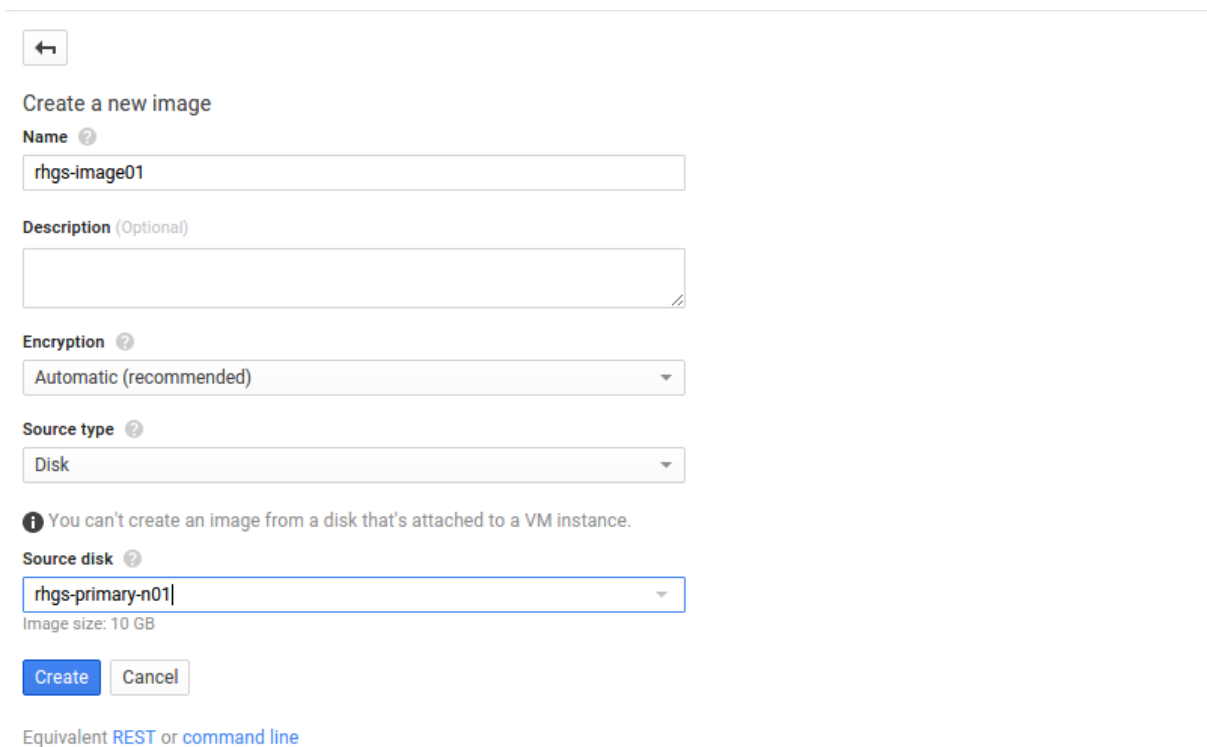 Create a new image
Name
rhgs-image01
Description (Optional)
Encryption
Automatic (recommended)
Source type
Disk
You can't create an image from a disk that's attached to a VM instance.
Source disk
rhgs-primary-n01
Image size: 10 GB
Create Cancel
Equivalent REST or command line